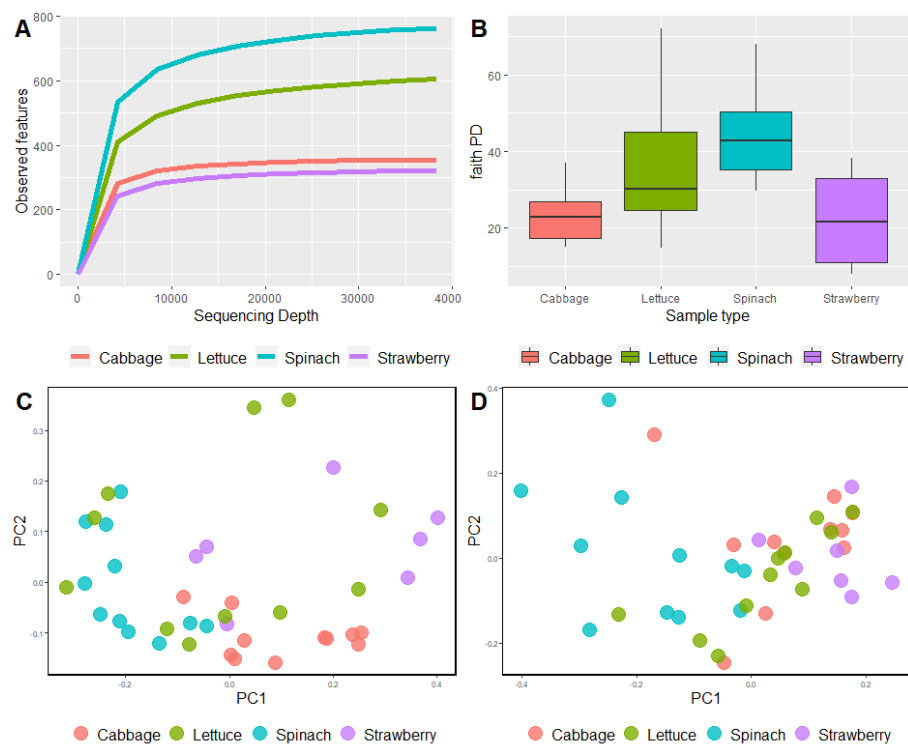 A
B
800
600
400
200
0
Observed features
0
10000
20000
30000
4000
Sequencing Depth
60
40
20
faith PD
Cabbage
Lettuce
Spinach
Strawberry
Sample type
Cabbage Lettuce Spinach Strawberry
Cabbage Lettuce Spinach Strawberry
C
D
0.3
0.2
0.1
0.0
-0.1
PC2
-0.2
0.0
0.2
0.4
PC1
0.4
0.2
0.0
-0.2
PC2
-0.4
-0.2
0.0
0.2
PC1
Cabbage Lettuce Spinach Strawberry
Cabbage Lettuce Spinach Strawberry